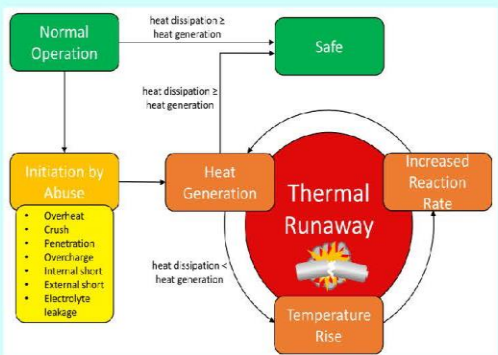 Normal
Operation
heat dissipation ≥
heat generation
Safe
heat dissipation ≥
heat generation
Initiation by
Abuse
• Overheat
• Crush
• Penetration
• Overcharge
• Internal short
• External short
• Electrolyte
leakage
Heat
Generation
Thermal
Runaway
Increased
Reaction
Rate
heat dissipation <
heat generation
Temperature
Rise